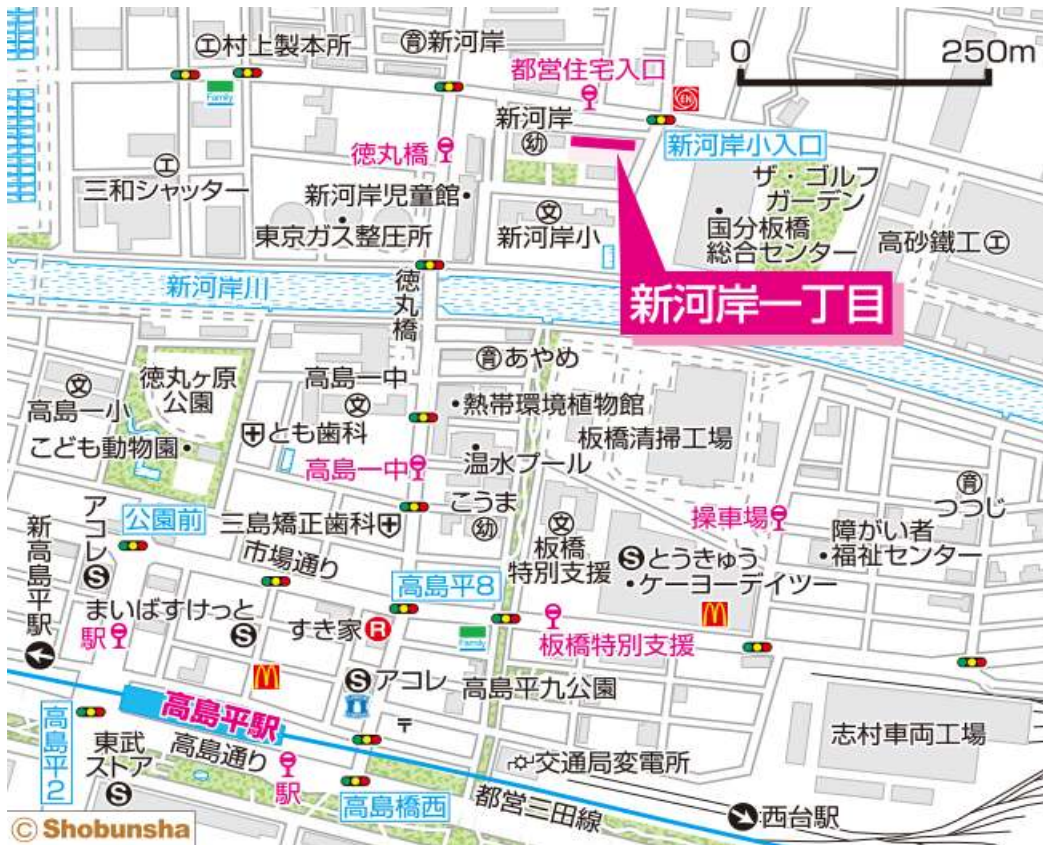 村上製本所
新河岸
0
250m
都営住宅入口
Family
新河岸
幼
徳丸橋
新河岸小入口
三和シャッター
新河岸児童館
東京ガス整圧所
文
新河岸小
ザ・ゴルフ
ガーデン
国分板橋
総合センター
高砂鐵工
新河岸川
徳丸橋
新河岸一丁目
あやめ
文
高島一小
徳丸ヶ原
公園
高島一中
文
熱帯環境植物館
こども動物園
とも歯科
板橋清掃工場
高島一中
温水プール
アコレ
S
公園前
三島矯正歯科
こうま
幼
文
板橋
特別支援
操車場
つつじ
障がい者
福祉センター
新高島平駅
市場通り
S
とうきゅう
ケーヨーデイツー
まいばすけっと
S
駅
高島平8
すき家
R
Family
板橋特別支援
S
アコレ
高島平九公園
高島平駅
〒
高島平2
東武
ストア
S
高島通り
駅
高島橋西
交通局変電所
都営三田線
志村車両工場
西台駅
© Shobunsha